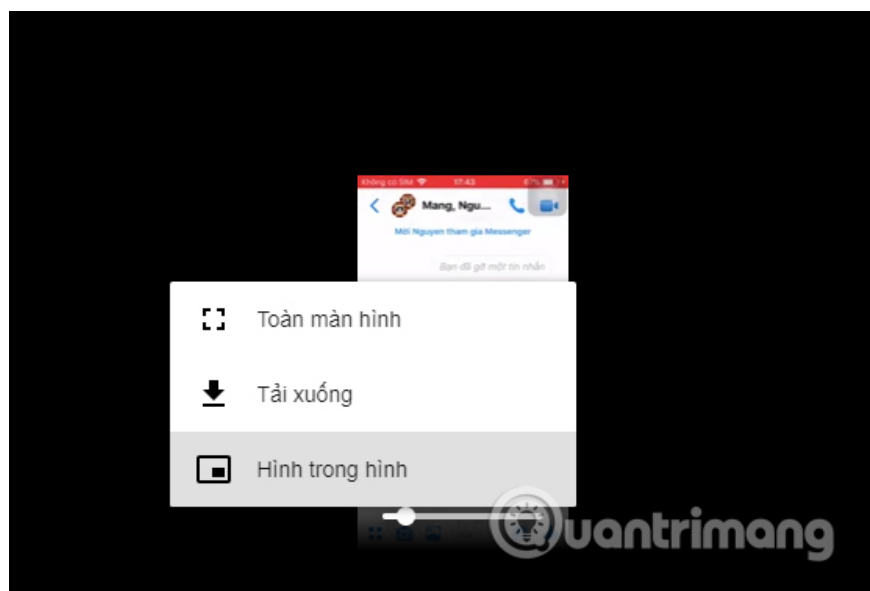 Không có SIM 17:43 67%
Mang, Ngu...
Mời Nguyen tham gia Messenger
Bạn đã gỡ một tin nhắn
Toàn màn hình
Tải xuống
Hình trong hình
Quantrimang